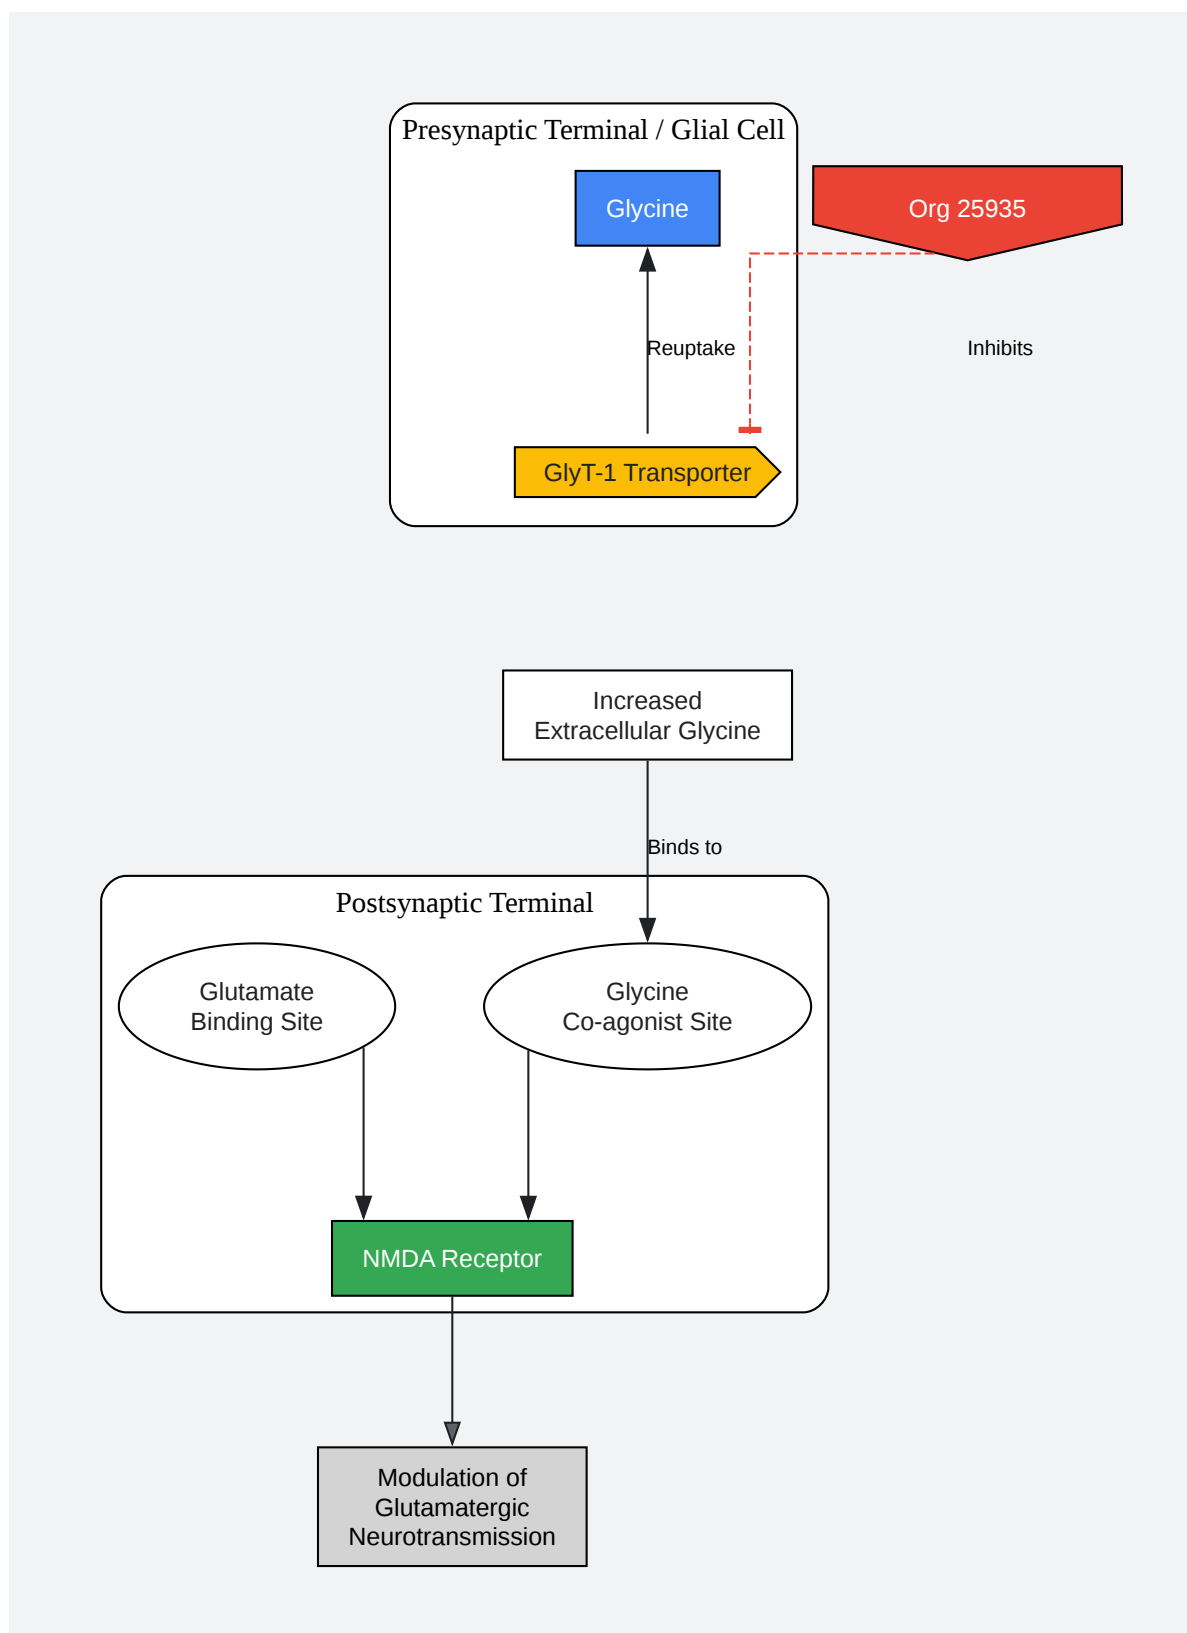 Presynaptic Terminal / Glial Cell
Glycine
Org 25935
Reuptake
Inhibits
GlyT-1 Transporter
Increased
Extracellular Glycine
Binds to
Postsynaptic Terminal
Glutamate
Binding Site
Glycine
Co-agonist Site
NMDA Receptor
Modulation of
Glutamatergic
Neurotransmission